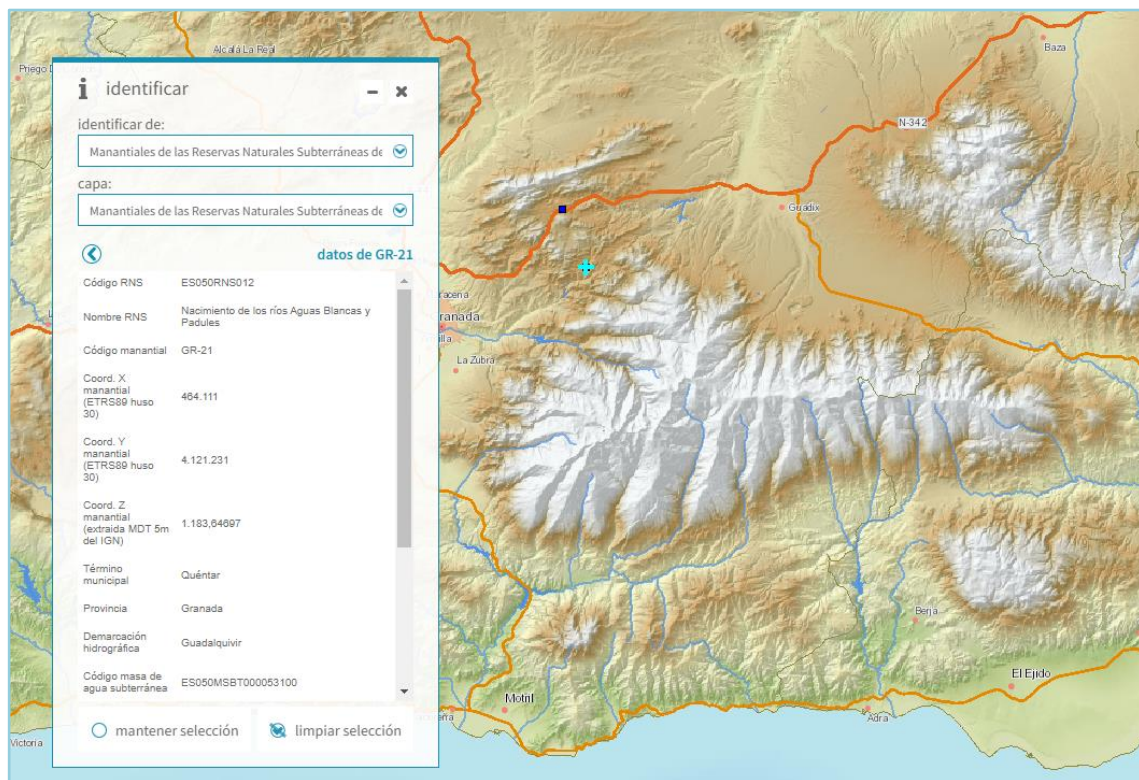 identificar
identificar de:
Manantiales de las Reservas Naturales Subterráneas de
capa:
Manantiales de las Reservas Naturales Subterráneas de
datos de GR-21
Código RNS ES050RNS012
Nombre RNS Nacimiento de los ríos Aguas Blancas y
Padules
Código manantial GR-21
Coord. X
manantial
(ETRS89 huso
30)
464.111
Coord. Y
manantial
(ETRS89 huso
30)
4.121.231
Coord. Z
manantial
(extraida MDT 5m
del IGN)
1.183,64697
Término
municipal
Quéntar
Provincia Granada
Demarcación
hidrográfica
Guadalquivir
Código masa de
agua subterránea
ES050MSBT000053100
mantener selección
limpiar selección
Alcalá La Real
Priego
Baza
N-342
Guadix
La Zubra
Berja
El Ejido
Motril
Adra
Victoria